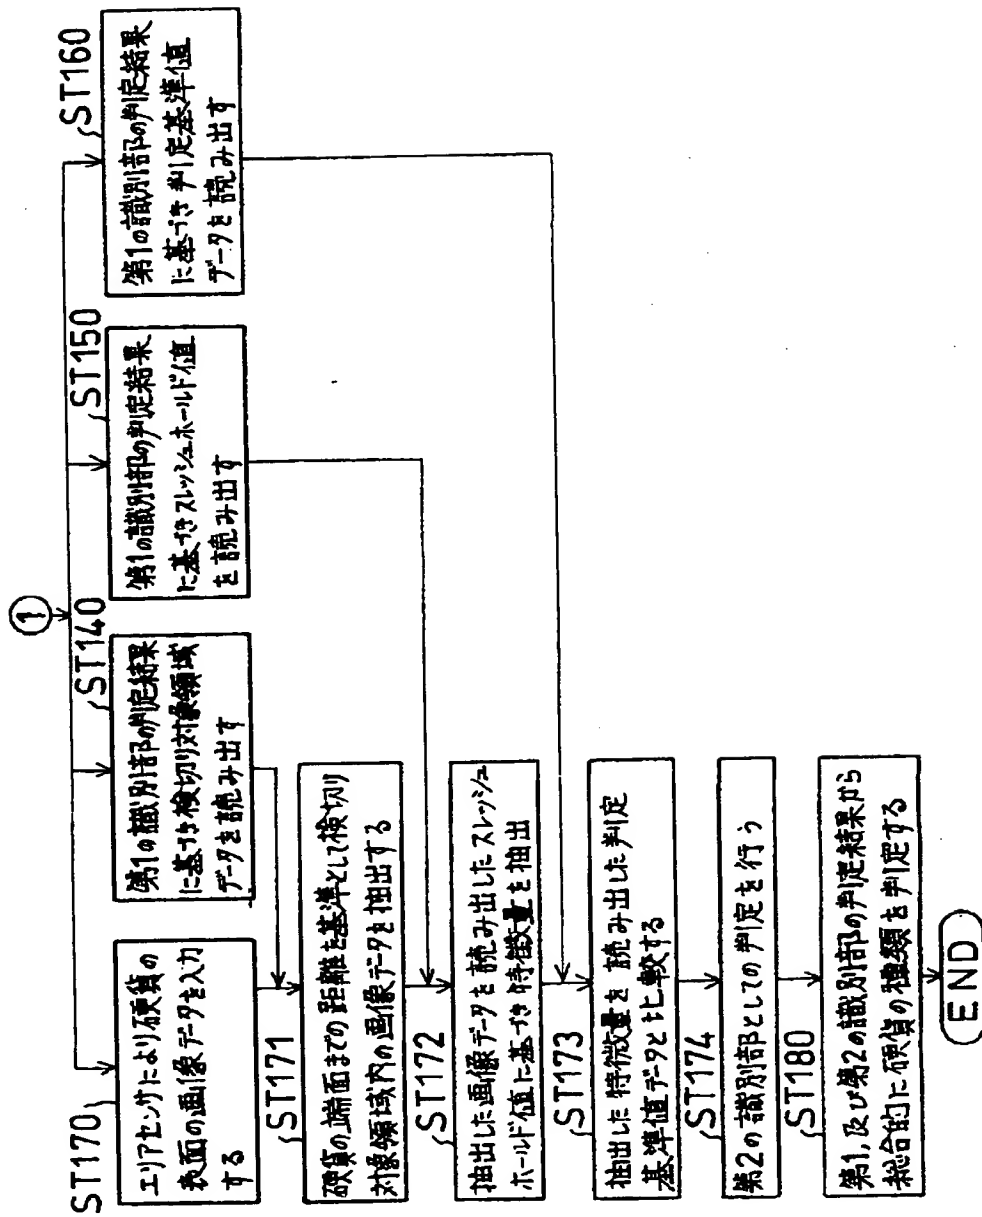 ①
ST170
エリアセンサにより硬貨の
表面の画像データを入力
する
ST140
第1の識別部の判定結果
に基づき検切り対象領域
データを読み出す
ST150
第1の識別部の判定結果
に基づきスレッショホールド値
を読み出す
ST160
第1の識別部の判定結果
に基づき判定基準値
データを読み出す
ST171
硬貨の端面までの距離を基準として検切り
対象領域内の画像データを抽出する
ST172
抽出した画像データを読み出したスレッショ
ホールド値に基づき特徴量を抽出
ST173
抽出した特徴量を読み出した判定
基準値データと比較する
ST174
第2の識別部としての判定を行う
ST180
第1,及び第2の識別部の判定結果から
総合的に硬貨の種類を判定する
END